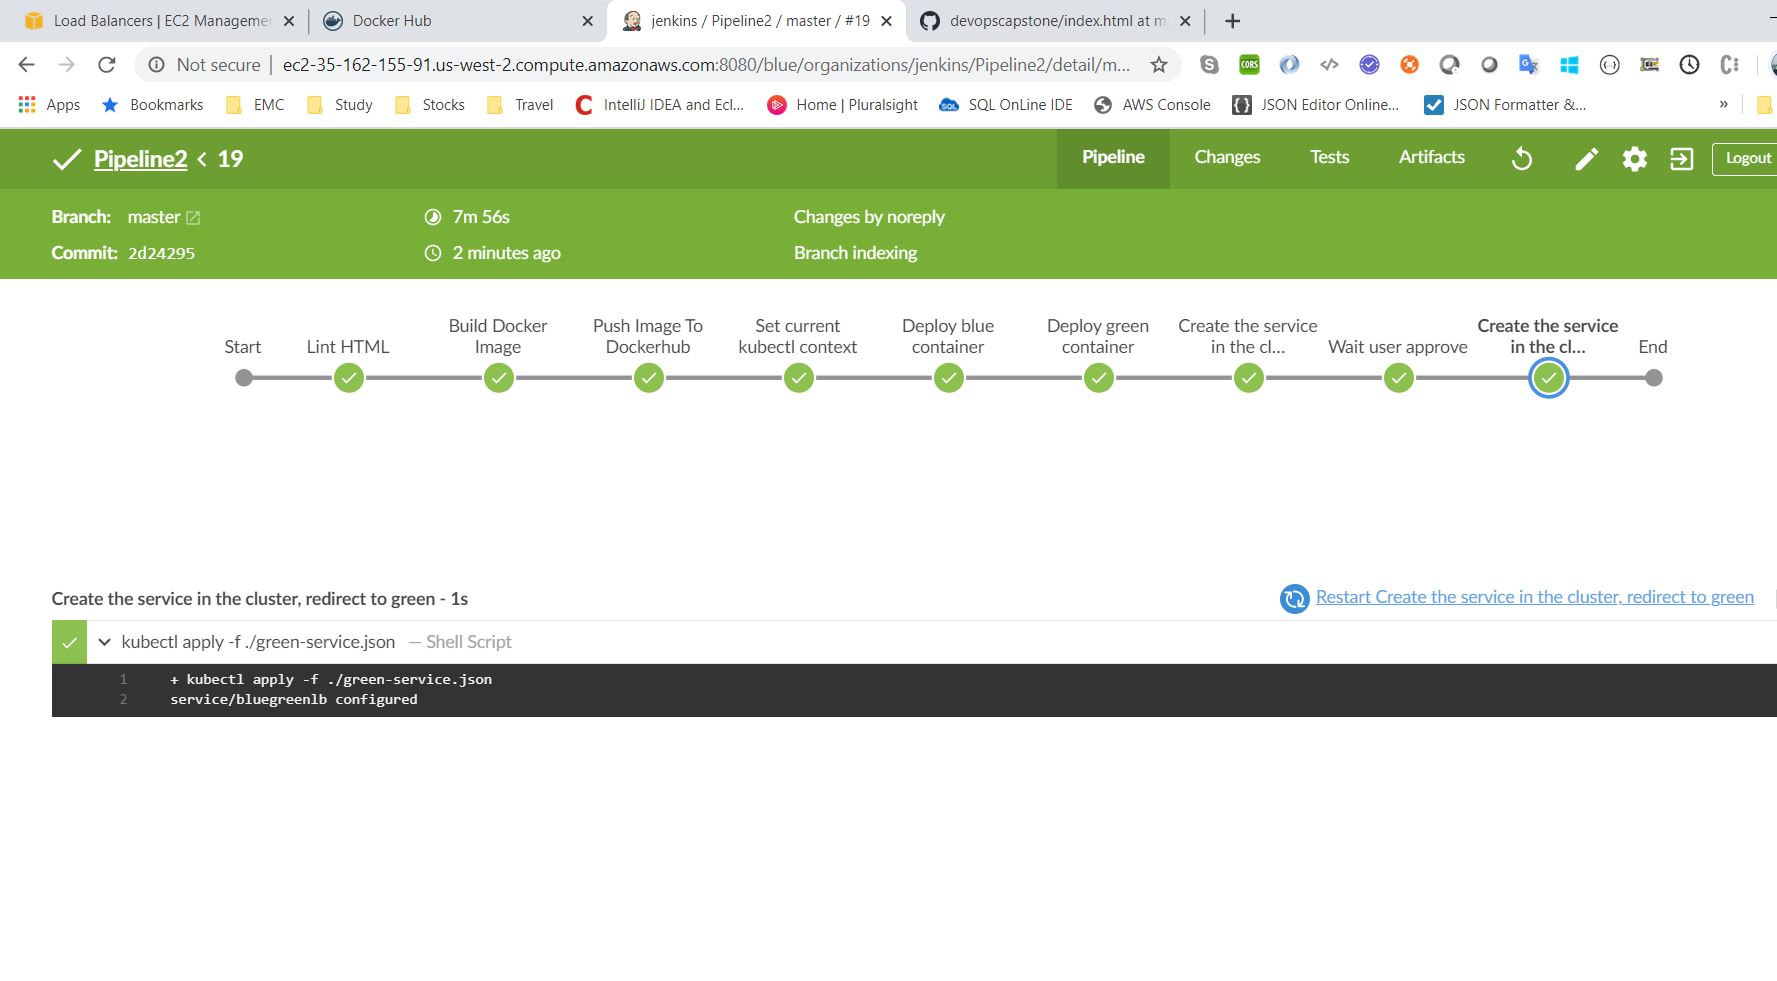 Load Balancers | EC2 Manageme
Docker Hub
jenkins / Pipeline2 / master / #19
devopscapstone/index.html at m
Not secure | ec2-35-162-155-91.us-west-2.compute.amazonaws.com:8080/blue/organizations/jenkins/Pipeline2/detail/m...
CORS
Apps
Bookmarks
EMC
Study
Stocks
Travel
IntelliJ IDEA and Ecl...
Home | Pluralsight
SQL OnLine IDE
AWS Console
JSON Editor Online...
JSON Formatter &...
»
Pipeline2 < 19
Pipeline
Changes
Tests
Artifacts
Logout
Branch: master
7m 56s
Changes by noreply
Commit: 2d24295
2 minutes ago
Branch indexing
Start
Lint HTML
Build Docker
Image
Push Image To
Dockerhub
Set current
kubectl context
Deploy blue
container
Deploy green
container
Create the service
in the cl...
Wait user approve
Create the service
in the cl...
End
Create the service in the cluster, redirect to green - 1s
Restart Create the service in the cluster, redirect to green
kubectl apply -f ./green-service.json — Shell Script
1 + kubectl apply -f ./green-service.json
2 service/bluegreenlb configured